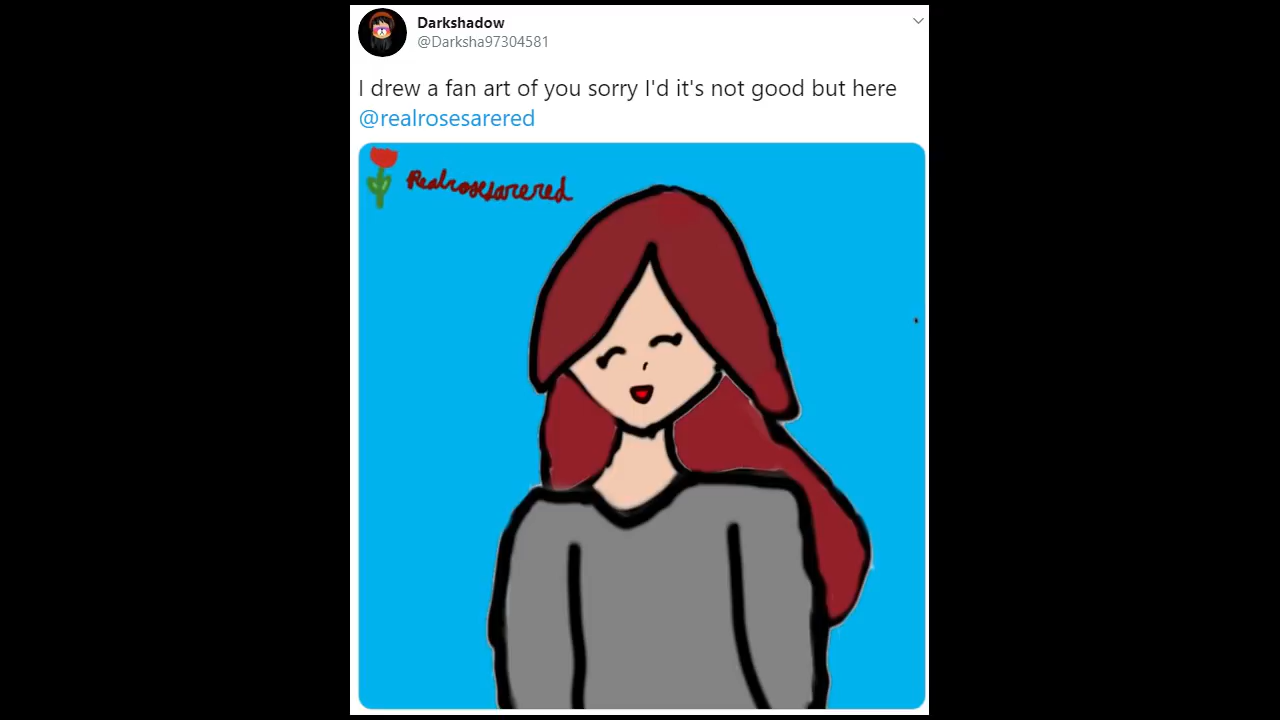 Darkshadow
@Darksha97304581
I drew a fan art of you sorry I'd it's not good but here
@realrosesarered
Realrosesarered